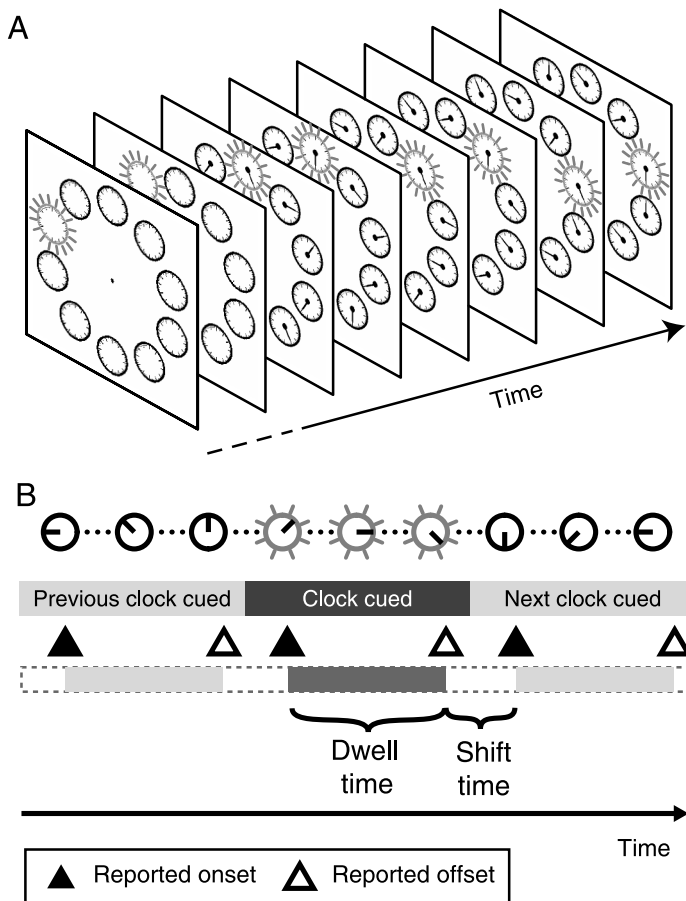 A
Time
B
Previous clock cued
Clock cued
Next clock cued
Dwell
time
Shift
time
Time
Reported onset
Reported offset